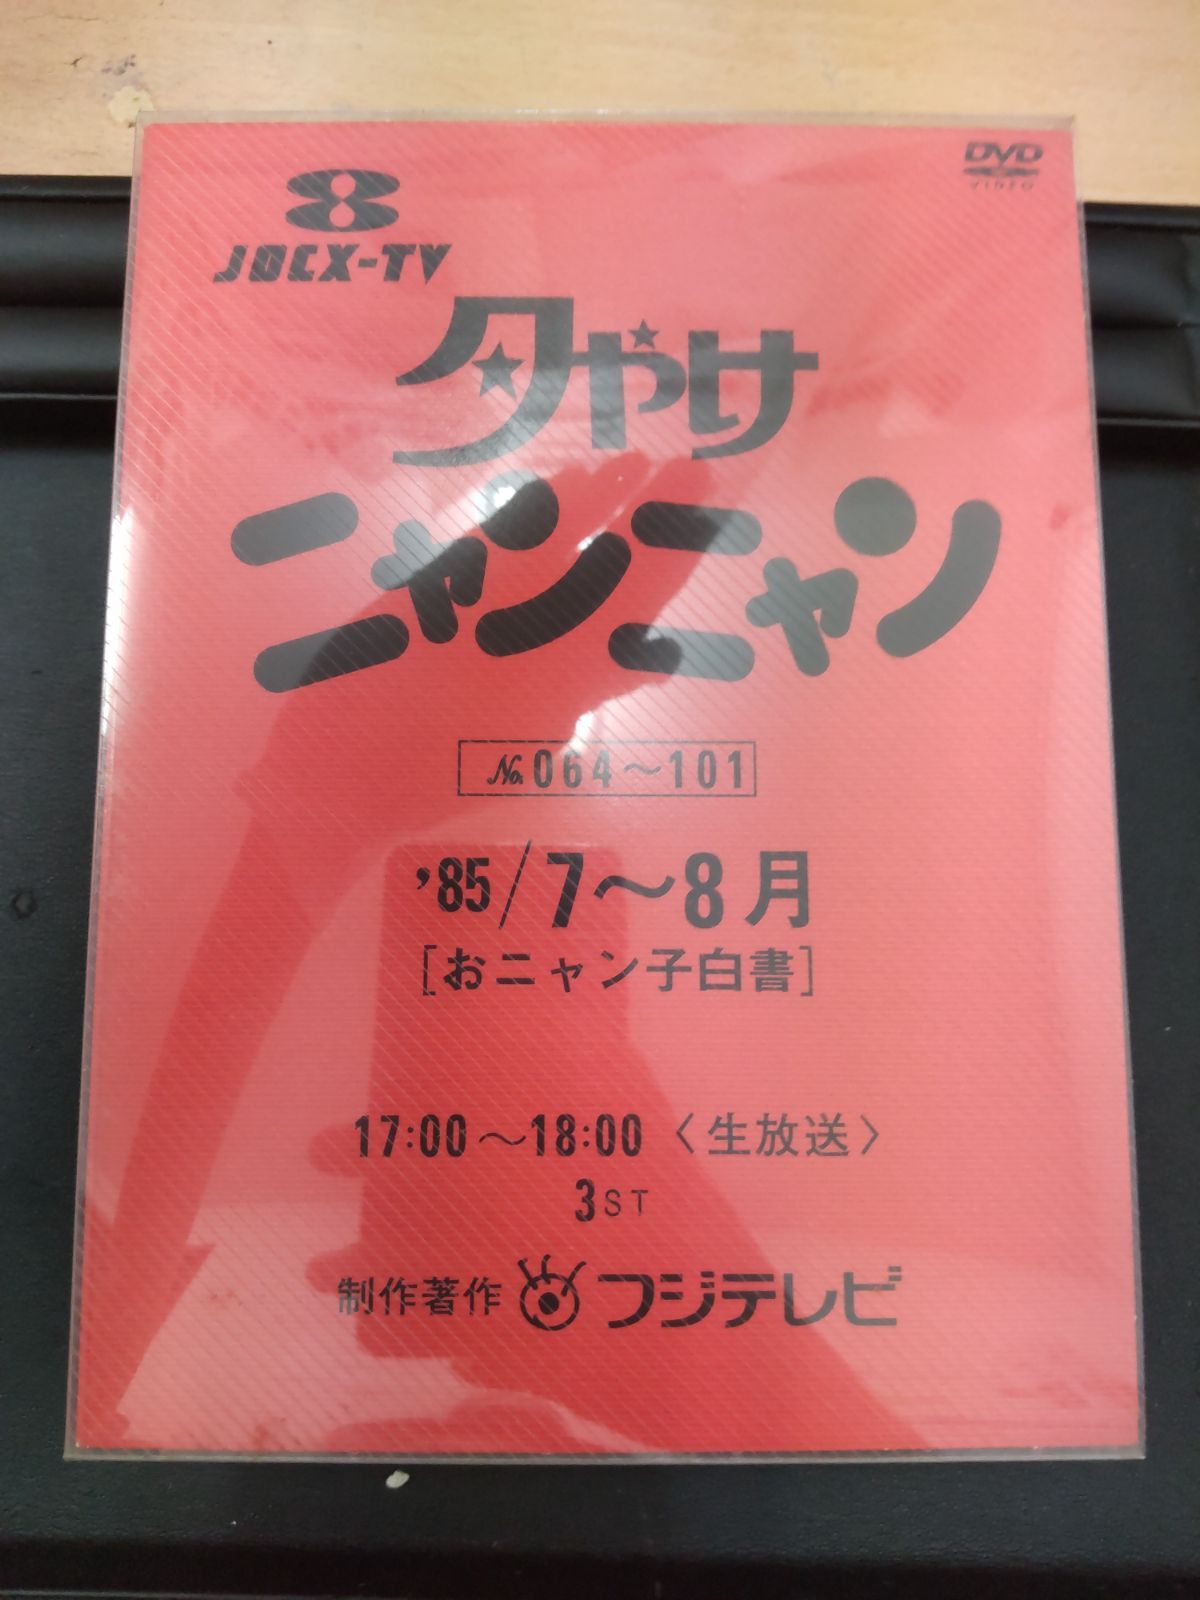 DVD
VIDEO
8
JOCX-TV
夕やけ
ニャンニャン
No.064～101
'85/7～8月
[おニャン子白書]
17:00～18:00〈生放送〉
3ST
制作著作 フジテレビ